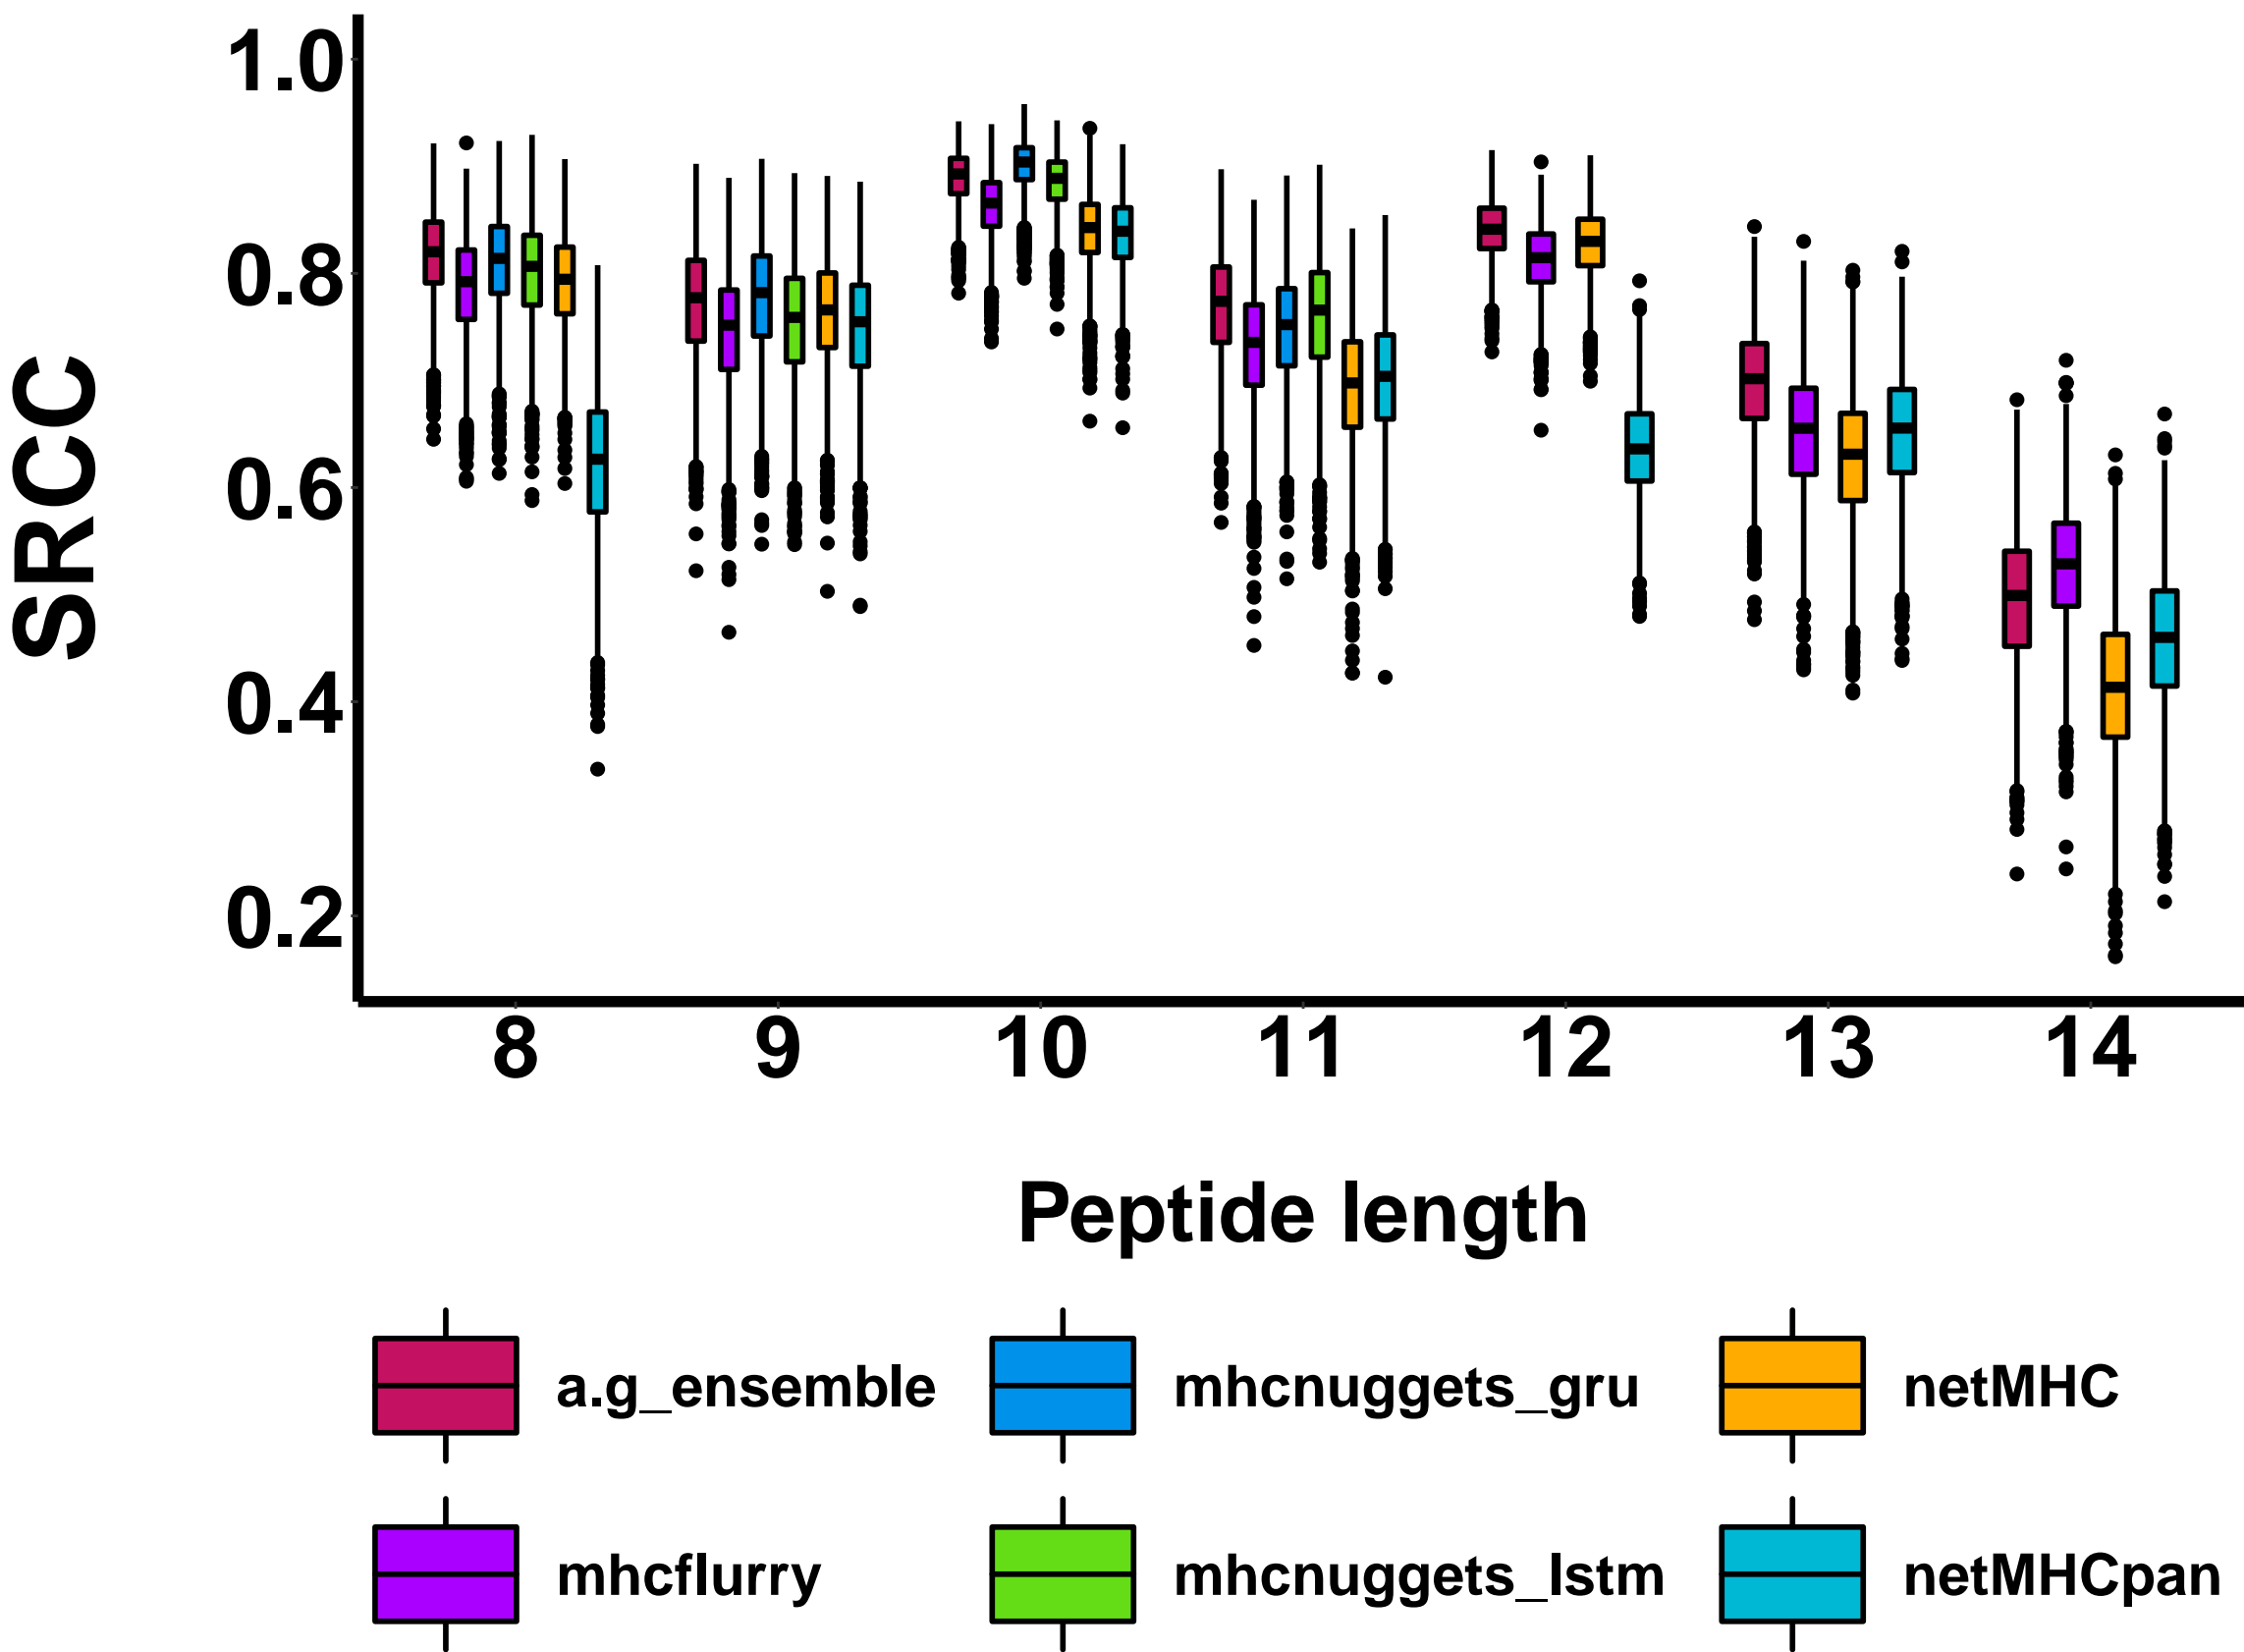 SRCC
1.0
0.8
0.6
0.4
0.2
8 9 10 11 12 13 14
Peptide length
a.g_ensemble mhcnuggets_gru netMHC
mhcflurry mhcnuggets_lstm netMHCpan